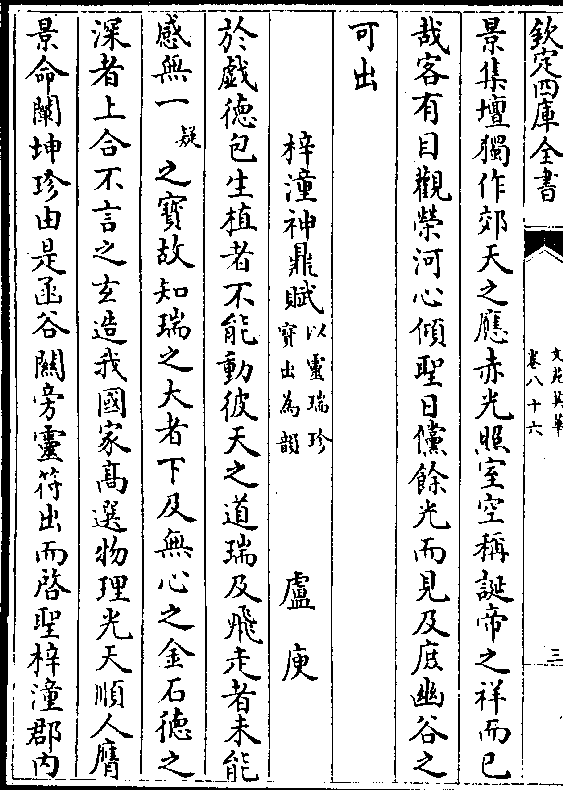 欽定四庫全書
文苑英華
卷八十六
三
景集壇獨作郊天之應赤光照室空稱誕帝之祥而已
哉客有目觀榮河心傾聖日儻餘光而見及庶幽谷之
可出
梓潼神鼎賦以靈瑞珍寶出為韻
盧庾
於戲德包生植者不能動彼天之道瑞及飛走者未能
感無一疑之寶故知瑞之大者下及無心之金石德之
深者上合不言之玄造我國家高選物理光天順人膺
景命闡坤珍由是函谷關旁靈符出而啓聖梓潼郡内